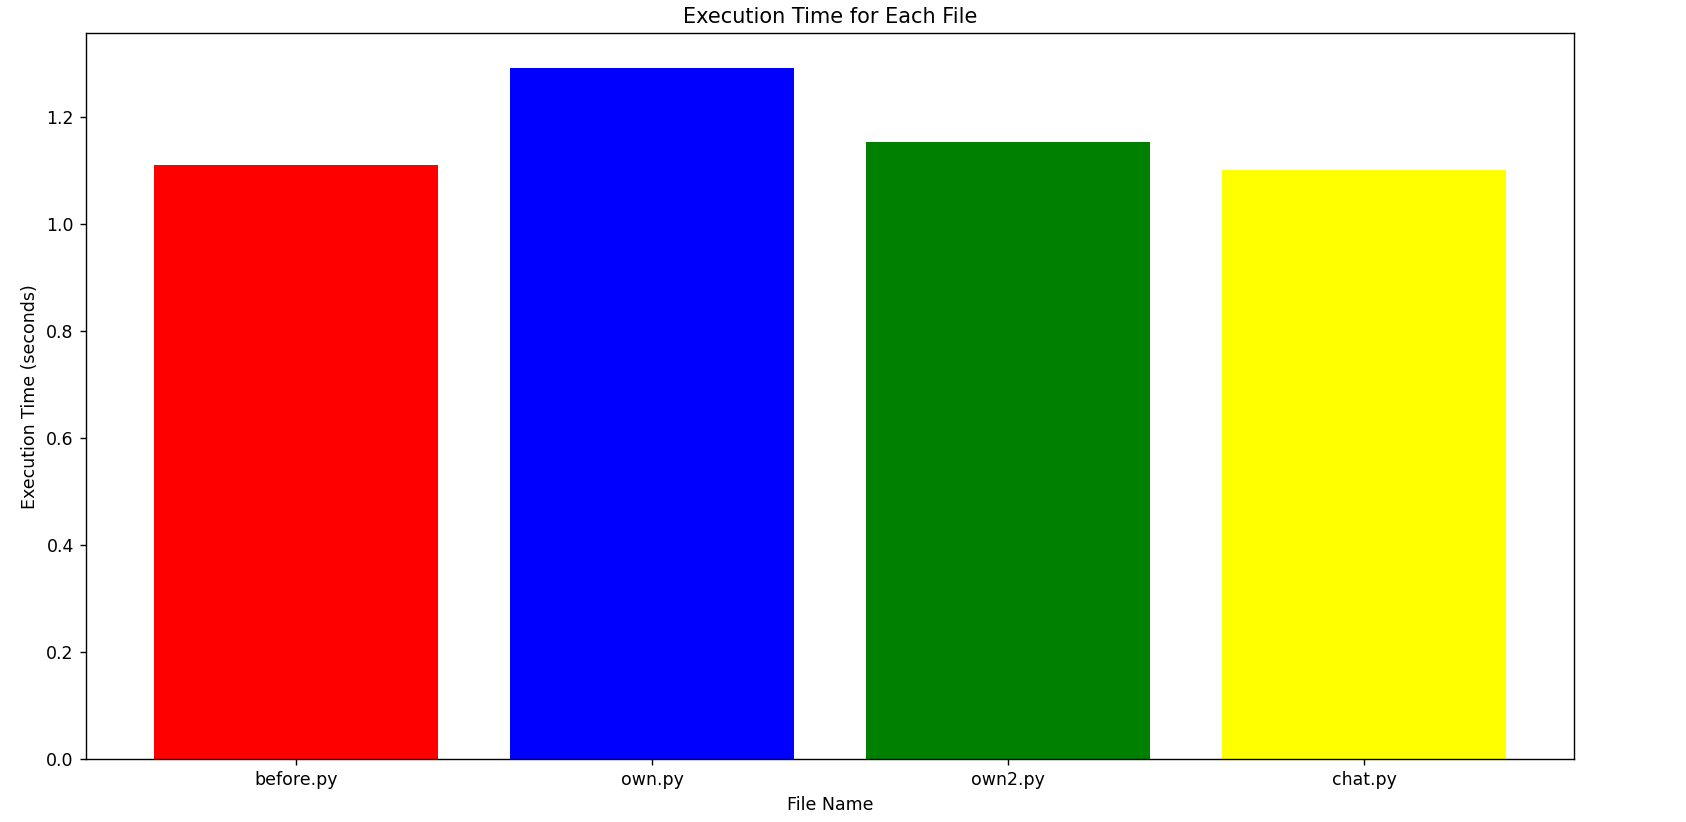 Execution Time for Each File
Execution Time (seconds)
1.2
1.0
0.8
0.6
0.4
0.2
0.0
before.py own.py own2.py chat.py
File Name